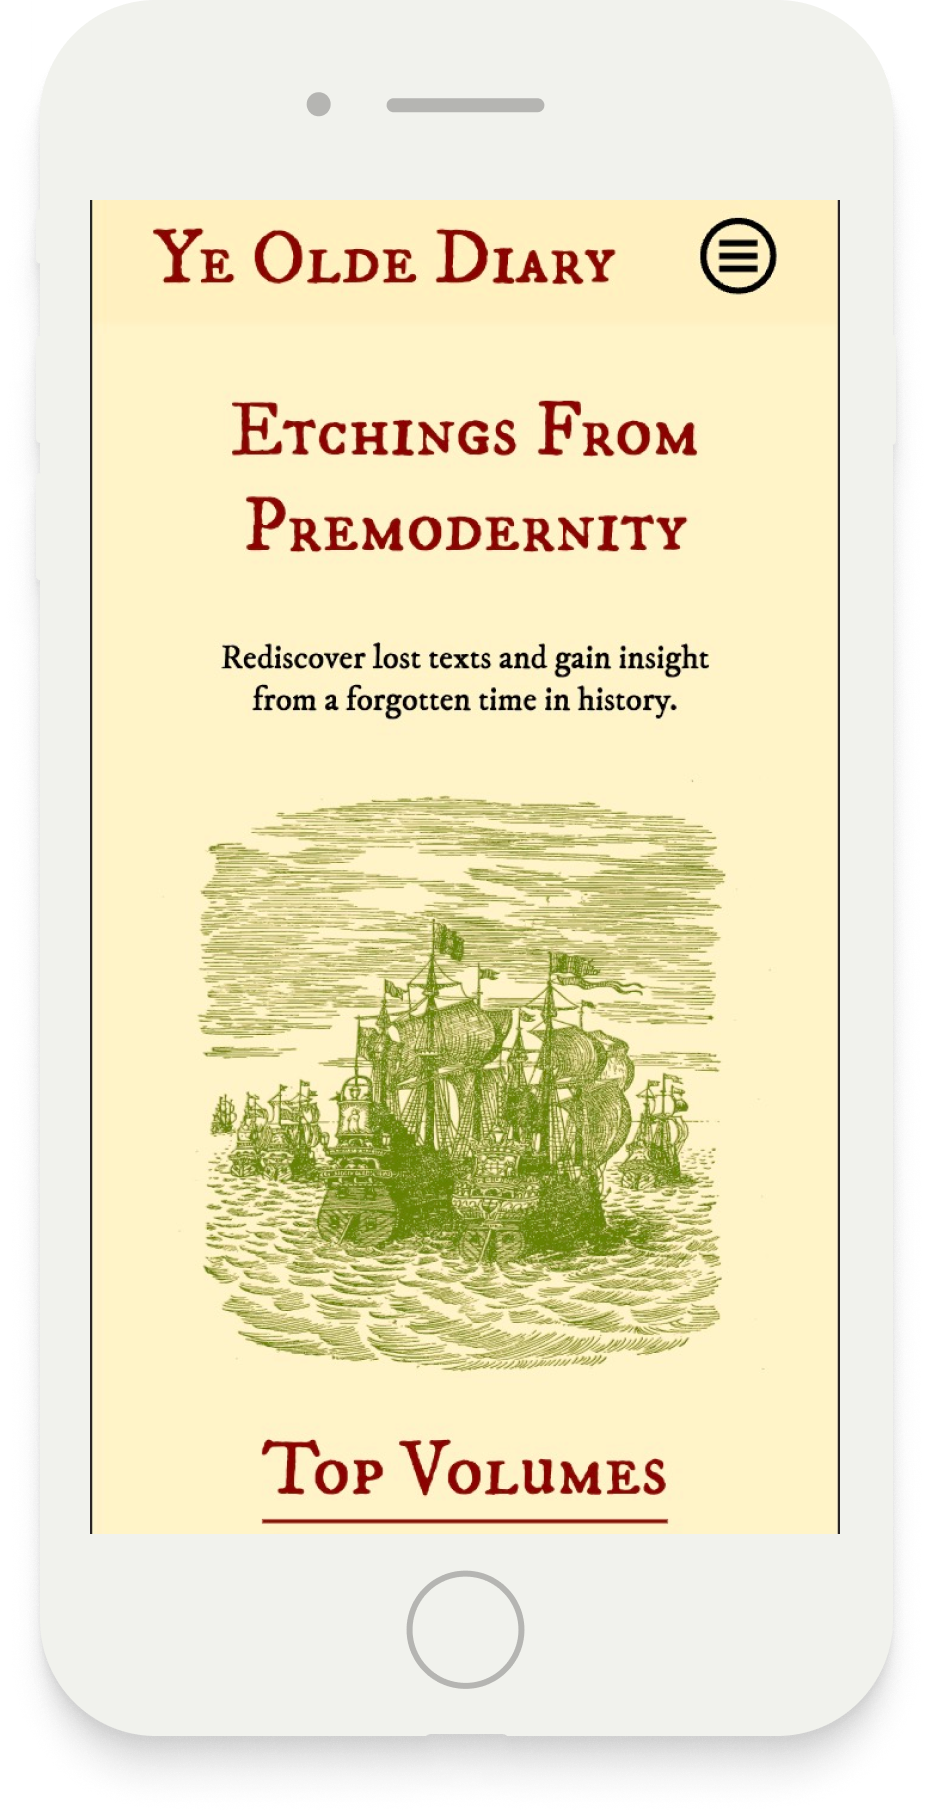 Ye Olde Diary
Etchings From
Premodernity
Rediscover lost texts and gain insight
from a forgotten time in history.
Top Volumes